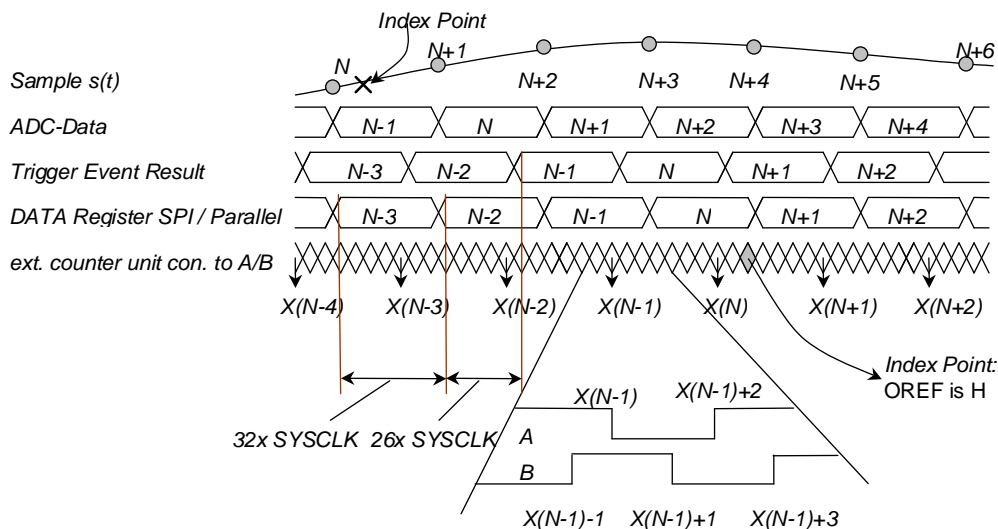 Index Point
N N+1 N+2 N+3 N+4 N+5 N+6
Sample s(t)
ADC-Data N-1 N N+1 N+2 N+3 N+4
Trigger Event Result N-3 N-2 N-1 N N+1 N+2
DATA Register SPI / Parallel N-3 N-2 N-1 N N+1 N+2
ext. counter unit con. to A/B
X(N-4) X(N-3) X(N-2) X(N-1) X(N) X(N+1) X(N+2)
Index Point:
OREF is H
X(N-1) X(N-1)+2
32x SYSCLK 26x SYSCLK A
B
X(N-1)-1 X(N-1)+1 X(N-1)+3